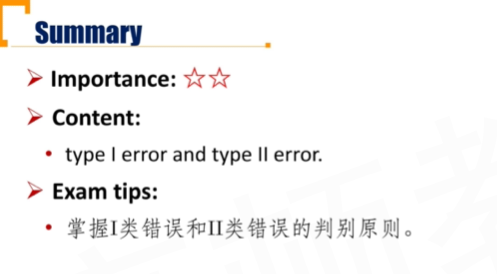 Summary
Importance: ☆☆
Content:
type I error and type II error.
Exam tips:
掌握I类错误和II类错误的判别原则。